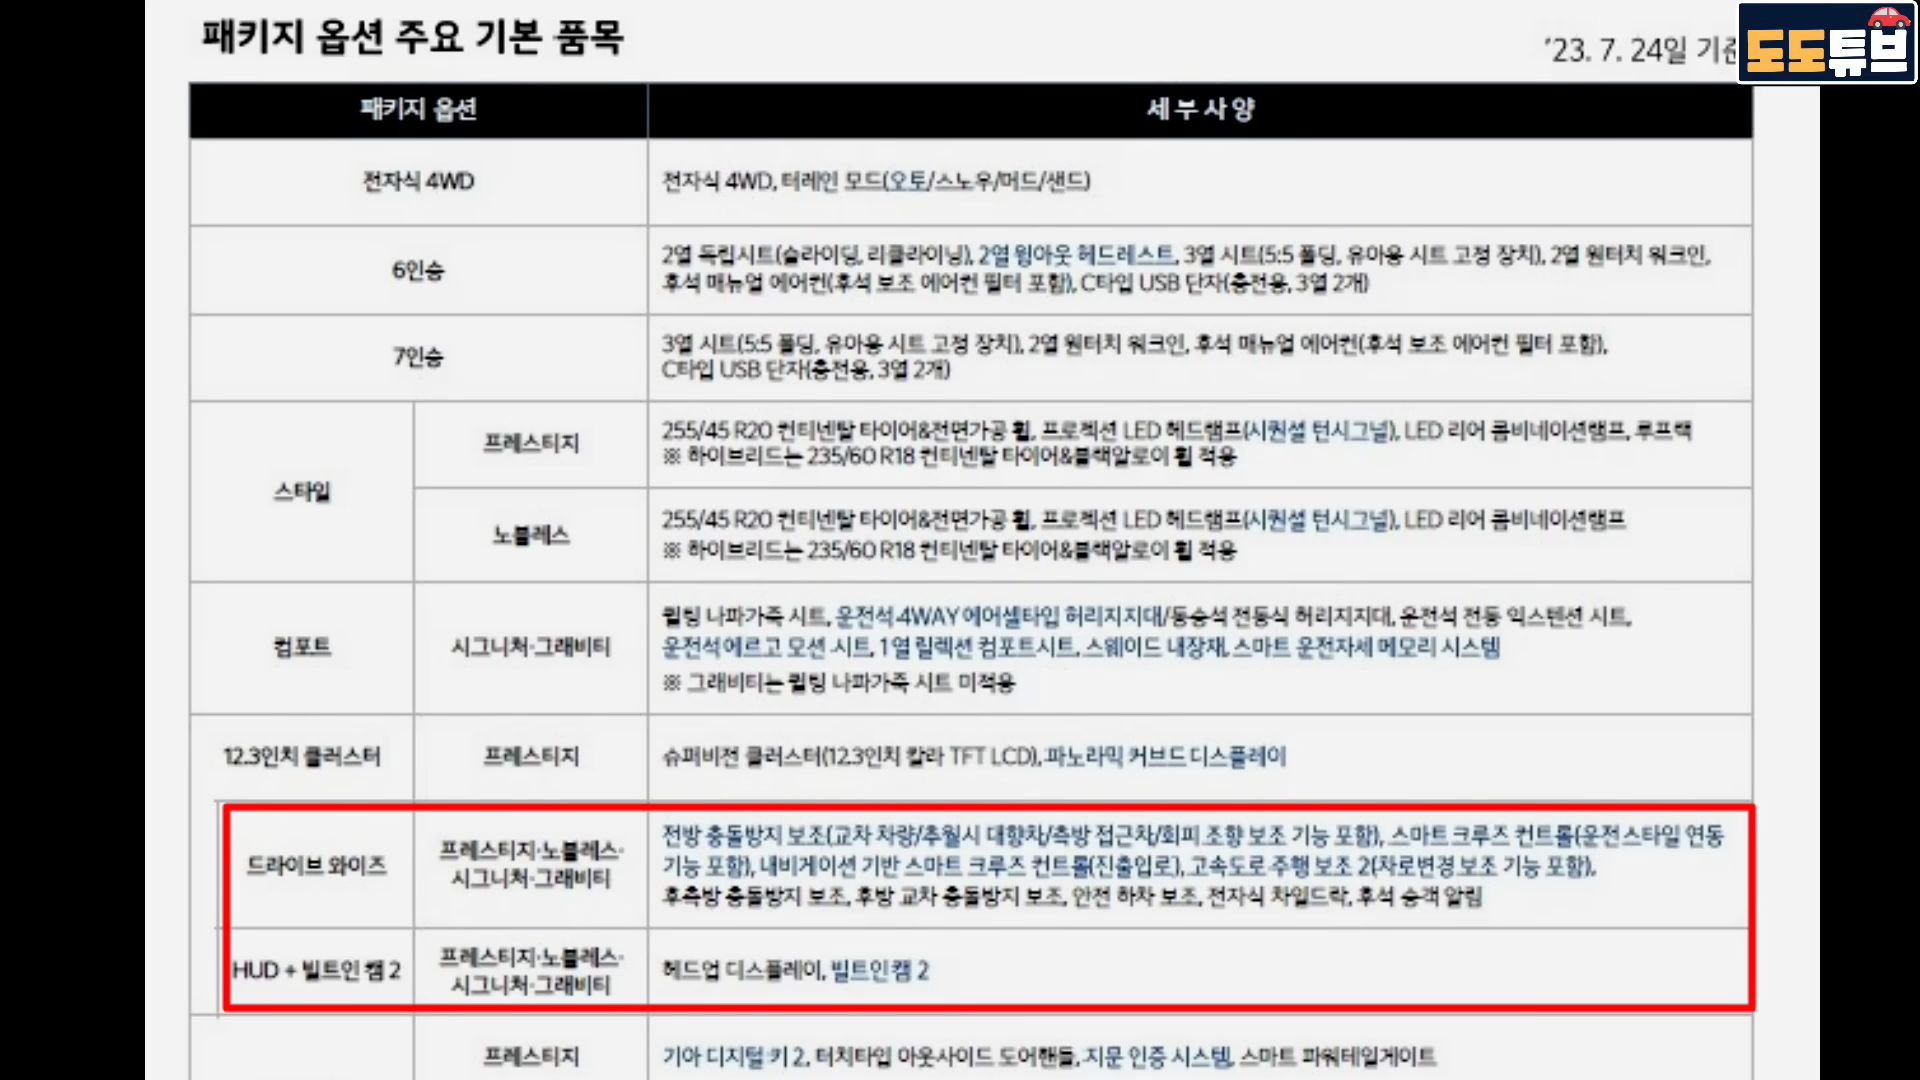 패키지 옵션 주요 기본 품목
'23. 7. 24일 기준
도도튜브
패키지 옵션
세 부 사 양
전자식 4WD
전자식 4WD, 터레인 모드(오토/스노우/머드/샌드)
6인승
2열 독립시트(슬라이딩, 리클라이닝), 2열 윙아웃 헤드레스트, 3열 시트(5:5 폴딩, 유아용 시트 고정 장치), 2열 원터치 워크인,
후석 매뉴얼 에어컨(후석 보조 에어컨 필터 포함), C타입 USB 단자(충전용, 3열 2개)
7인승
3열 시트(5:5 폴딩, 유아용 시트 고정 장치), 2열 원터치 워크인, 후석 매뉴얼 에어컨(후석 보조 에어컨 필터 포함),
C타입 USB 단자(충전용, 3열 2개)
스타일
프레스티지
255/45 R20 컨티넨탈 타이어&전면가공 휠, 프로젝션 LED 헤드램프(시퀀셜 턴시그널), LED 리어 콤비네이션램프, 루프랙
※ 하이브리드는 235/60 R18 컨티넨탈 타이어&블랙알로이 휠 적용
노블레스
255/45 R20 컨티넨탈 타이어&전면가공 휠, 프로젝션 LED 헤드램프(시퀀셜 턴시그널), LED 리어 콤비네이션램프
※ 하이브리드는 235/60 R18 컨티넨탈 타이어&블랙알로이 휠 적용
컴포트
시그니처·그래비티
퀼팅 나파가죽 시트, 운전석 4WAY 에어셀타입 허리지지대/동승석 전동식 허리지지대, 운전석 전동 익스텐션 시트,
운전석 에르고 모션 시트, 1열 릴렉션 컴포트시트, 스웨이드 내장재, 스마트 운전자세 메모리 시스템
※ 그래비티는 퀼팅 나파가죽 시트 미적용
12.3인치 클러스터
프레스티지
슈퍼비전 클러스터(12.3인치 칼라 TFT LCD), 파노라믹 커브드 디스플레이
드라이브 와이즈
프레스티지·노블레스·
시그니처·그래비티
전방 충돌방지 보조(교차 차량/추월시 대향차/측방 접근차/회피 조향 보조 기능 포함), 스마트 크루즈 컨트롤(운전 스타일 연동
기능 포함), 내비게이션 기반 스마트 크루즈 컨트롤(진출입로), 고속도로 주행 보조 2(차로변경 보조 기능 포함),
후측방 충돌방지 보조, 후방 교차 충돌방지 보조, 안전 하차 보조, 전자식 차일드락, 후석 승객 알림
HUD + 빌트인 캠 2
프레스티지·노블레스·
시그니처·그래비티
헤드업 디스플레이, 빌트인 캠 2
프레스티지
기아 디지털 키 2, 터치타입 아웃사이드 도어핸들, 지문 인증 시스템, 스마트 파워테일게이트